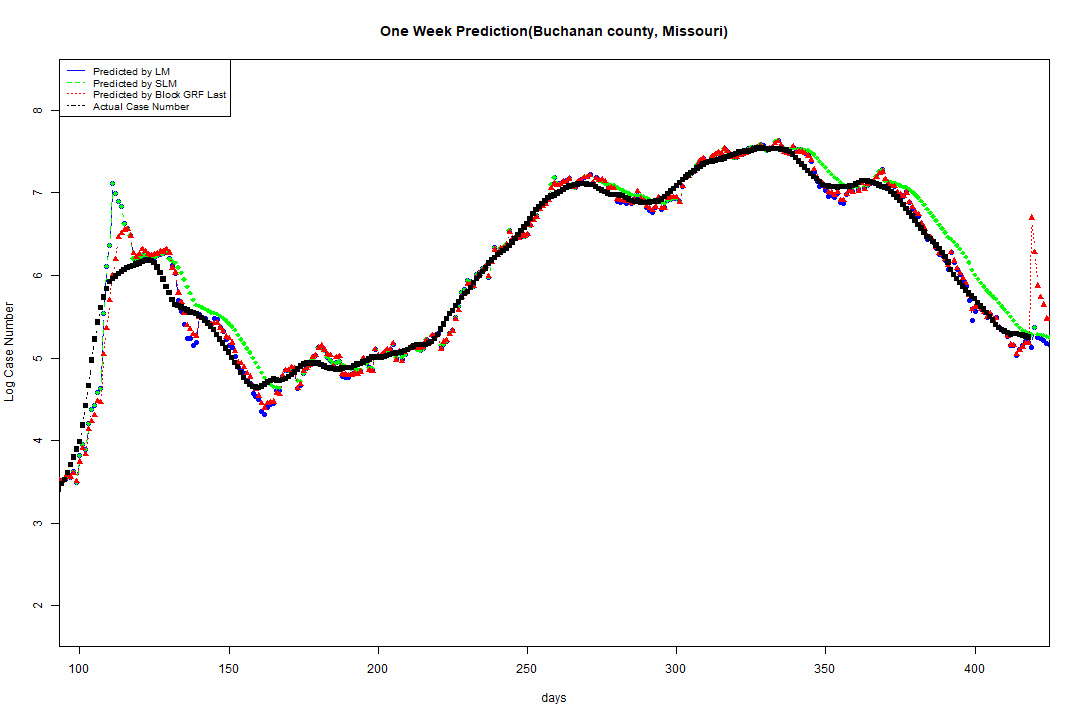 One Week Prediction(Buchanan county, Missouri)
Predicted by LM
Predicted by SLM
Predicted by Block GRF Last
Actual Case Number
8
7
6
5
4
3
2
Log Case Number
100 150 200 250 300 350 400
days